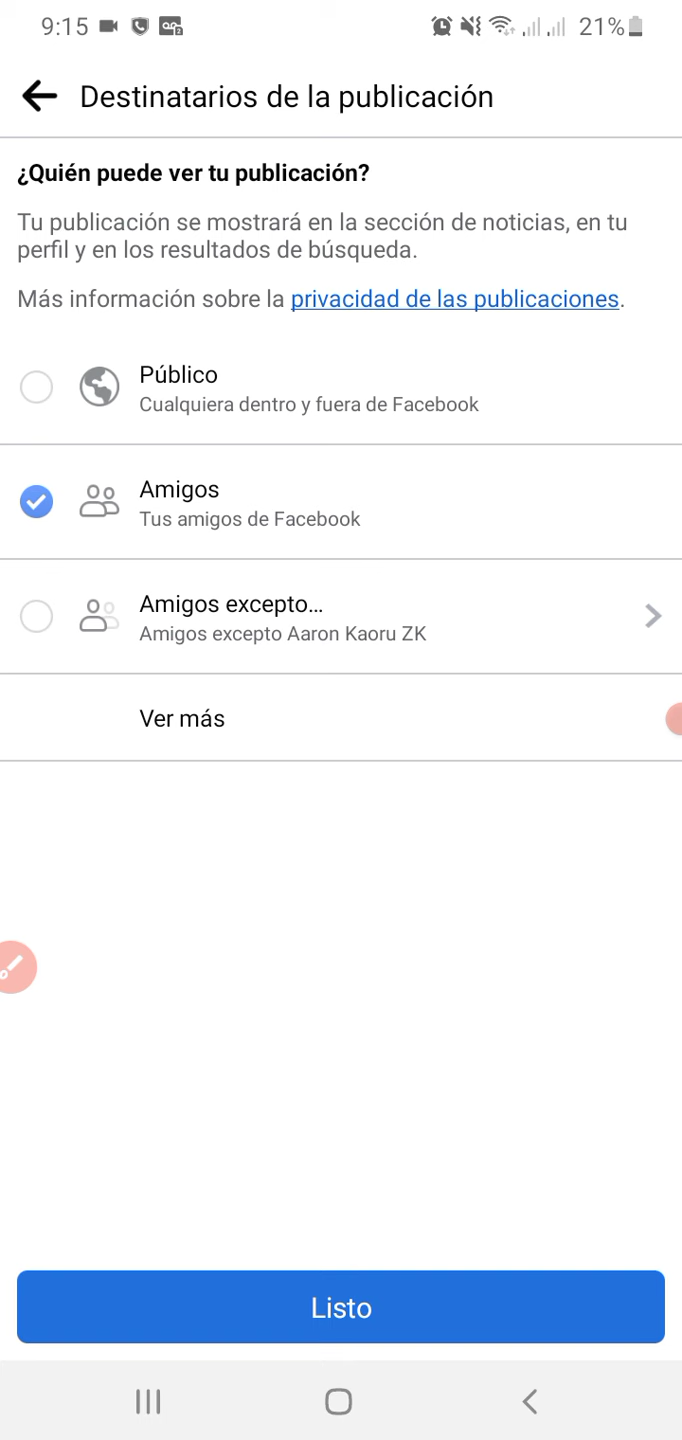 9:15
21%
Destinatarios de la publicación
¿Quién puede ver tu publicación?
Tu publicación se mostrará en la sección de noticias, en tu
perfil y en los resultados de búsqueda.
Más información sobre la privacidad de las publicaciones.
Público
Cualquiera dentro y fuera de Facebook
Amigos
Tus amigos de Facebook
Amigos excepto...
Amigos excepto Aaron Kaoru ZK
Ver más
Listo